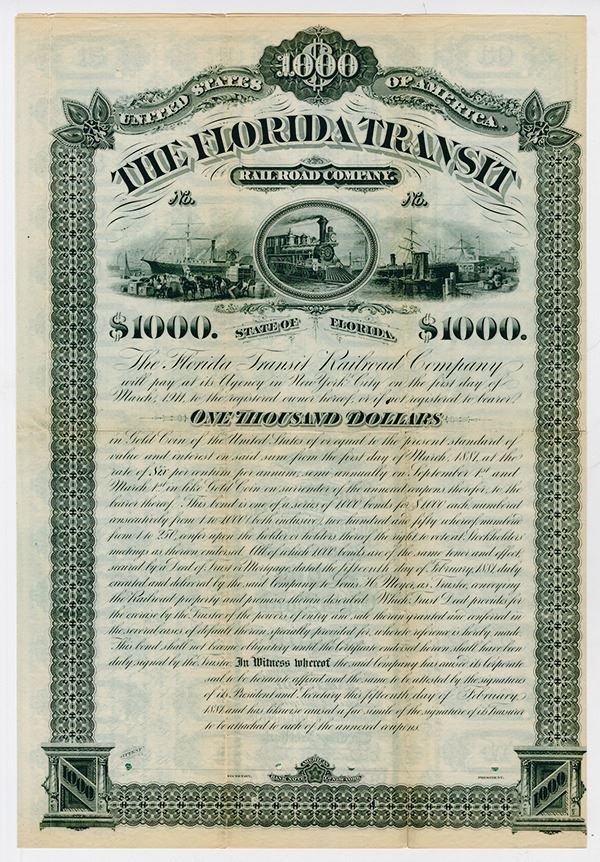 1000
UNITED STATES OF AMERICA.
THE FLORIDA TRANSIT
RAILROAD COMPANY.
No. No.
$1000. STATE OF FLORIDA. $1000.
The Florida Transit Railroad Company
will pay at its Agency in New York City on the first day of
March, 1911, to the registered owner hereof, or if not registered to bearer,
ONE THOUSAND DOLLARS
in Gold Coin of the United States of or equal to the present standard of
value and interest on said sum from the first day of March, 1881, at the
rate of Six per centum per annum, semi annually on September 1st and
March 1st in like Gold Coin on surrender of the annexed coupons therefor, to the
bearer thereof. This bond is one of a series of 1000 bonds for $1000 each, numbered
consecutively from 1 to 1000 both inclusive, two hundred and fifty whereof numbered
from 1 to 250, confer upon the holder or holders thereof the right to vote at Stockholders
meetings as thereon endorsed. All of which 1000 bonds are of the same tenor and effect,
secured by a Deed of Trust or Mortgage, dated the fifteenth day of February, 1881, duly
executed and delivered by the said Company to Louis H. Meyer, as Trustee, conveying
the Railroad property and premises therein described. Which Trust Deed provides for
the exercise by the Trustee of the powers of entry and sale therein granted and conferred in
the several cases of default therein specially provided for, whereto reference is hereby made.
This bond shall not become obligatory until the Certificate endorsed hereon shall have been
duly signed by the Trustee. In Witness whereof the said Company has caused its Corporate
seal to be hereunto affixed and the same to be attested by the signatures
of its President and Secretary this fifteenth day of February,
1881, and has likewise caused a fac simile of the signature of its Treasurer
to be attached to each of the annexed coupons.
ATTEST
SECRETARY. AMERICAN BANK NOTE CO. NEW YORK PRESIDENT.
1000 1000